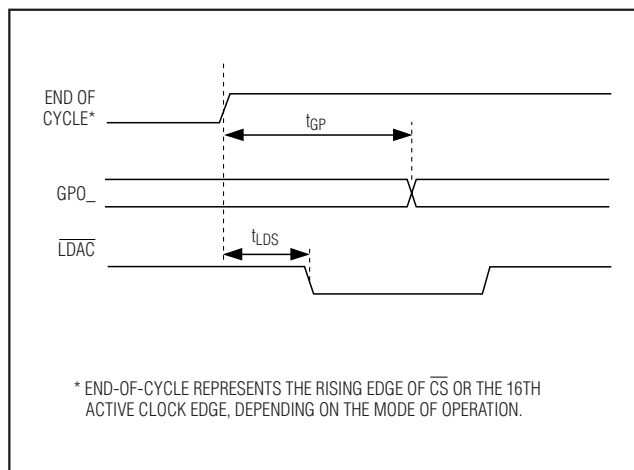 END OF
CYCLE*
tGP
GPO_
tLDS
LDAC
* END-OF-CYCLE REPRESENTS THE RISING EDGE OF CS OR THE 16TH
ACTIVE CLOCK EDGE, DEPENDING ON THE MODE OF OPERATION.